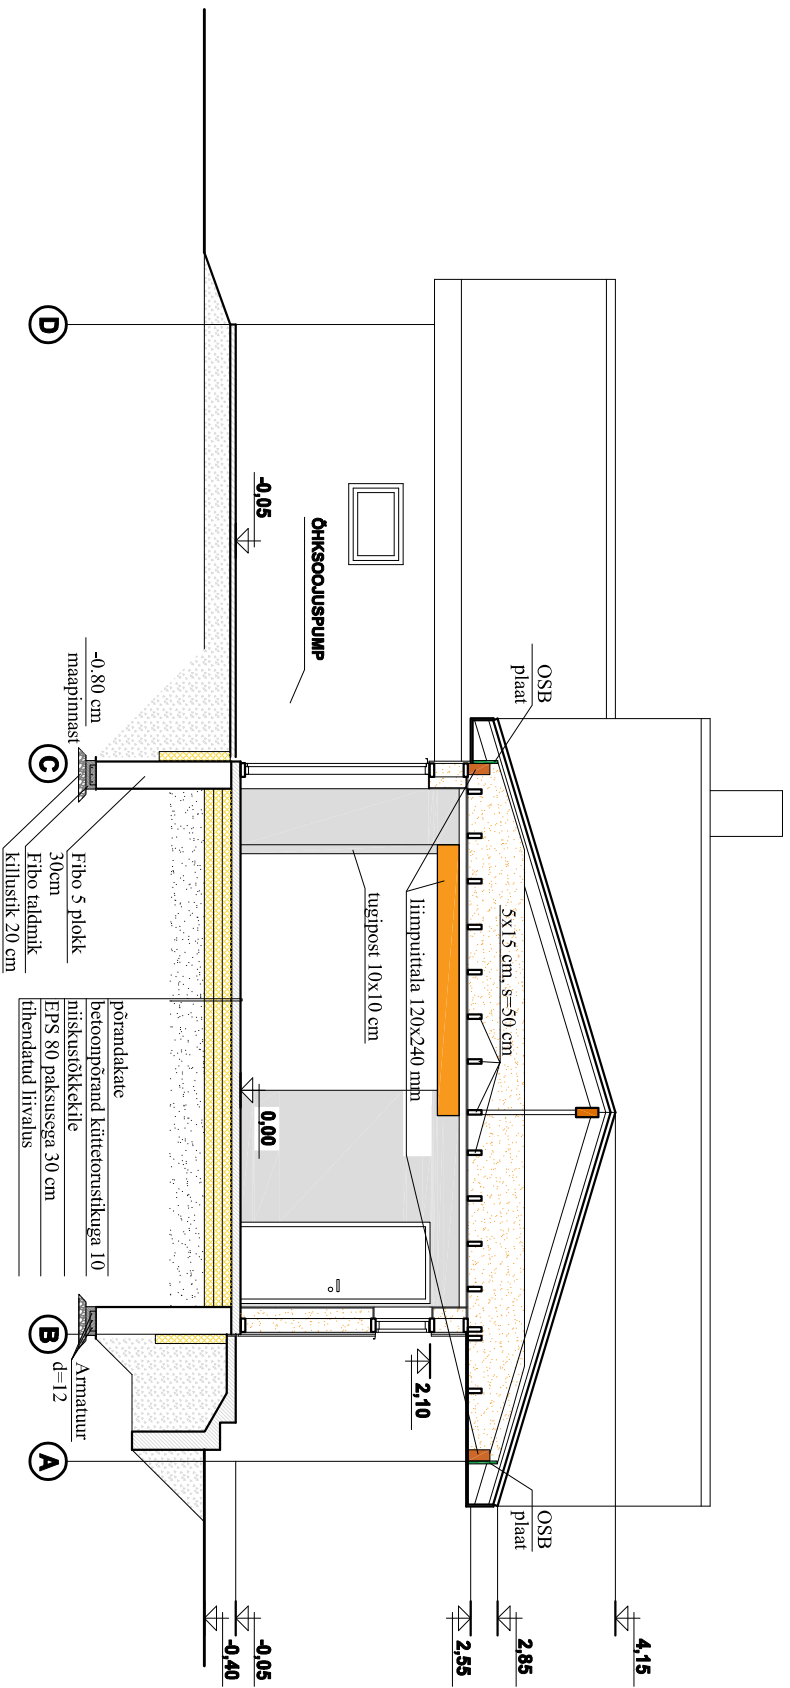 4,15
2,85
2,55
-0,05
-0,40
OSB
plaat
OSB
plaat
5x15 cm, s=50 cm
liimpuittala 120x240 mm
tugipost 10x10 cm
2,10
ÕHKSOOJUSPUMP
-0,05
0,00
-0.80 cm
maapinnast
Fibo 5 plokk
30cm
Fibo taldmik
killustik 20 cm
põrandakate
betoonpõrand küttetorustikuga 10
niiskustõkkekile
EPS 80 paksusega 30 cm
tihendatud liivalus
Armatuur
d=12
D
C
B
A